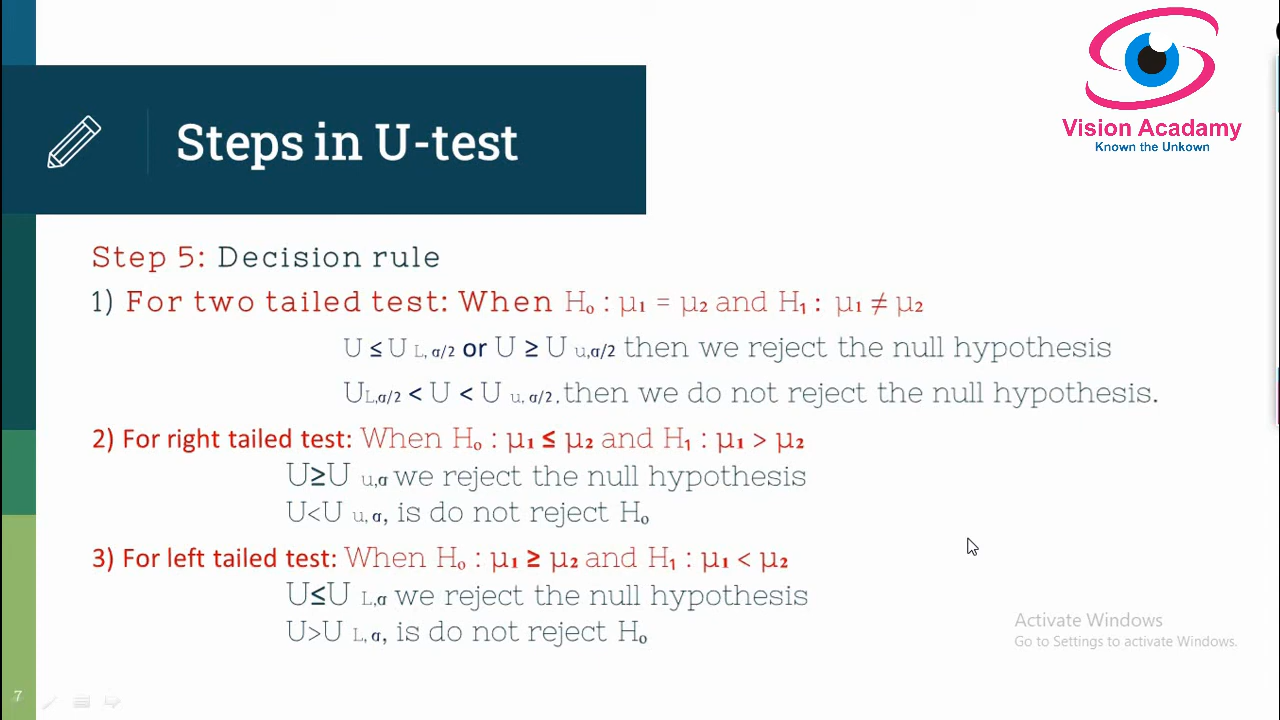 Vision Acadamy
Known the Unkown
Steps in U-test
Step 5: Decision rule
1) For two tailed test: When H₀ : μ₁ = μ₂ and H₁ : μ₁ ≠ μ₂
U ≤ U L, α/2 or U ≥ U u,α/2 then we reject the null hypothesis
U L,α/2 < U < U u, α/2, then we do not reject the null hypothesis.
2) For right tailed test: When H₀ : μ₁ ≤ μ₂ and H₁ : μ₁ > μ₂
U≥U u,α we reject the null hypothesis
U<U u, α, is do not reject H₀
3) For left tailed test: When H₀ : μ₁ ≥ μ₂ and H₁ : μ₁ < μ₂
U≤U L,α we reject the null hypothesis
U>U L, α, is do not reject H₀
Activate Windows
Go to Settings to activate Windows.
7